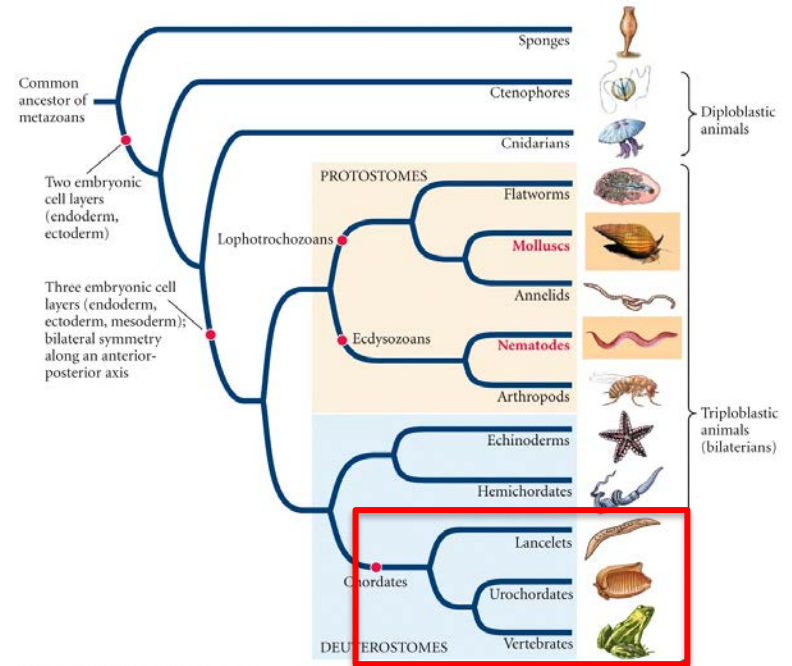 Sponges
Common
ancestor of
metazoans
Ctenophores
Diploblastic
animals
Cnidarians
Two embryonic
cell layers
(endoderm,
ectoderm)
PROTOSTOMES
Flatworms
Lophotrochozoans
Molluscs
Three embryonic cell
layers (endoderm,
ectoderm, mesoderm);
bilateral symmetry
along an anterior-
posterior axis
Annelids
Ecdysozoans
Nematodes
Arthropods
Triploblastic
animals
(bilaterians)
Echinoderms
Hemichordates
Lancelets
Chordates
Urochordates
Vertebrates
DEUTEROSTOMES